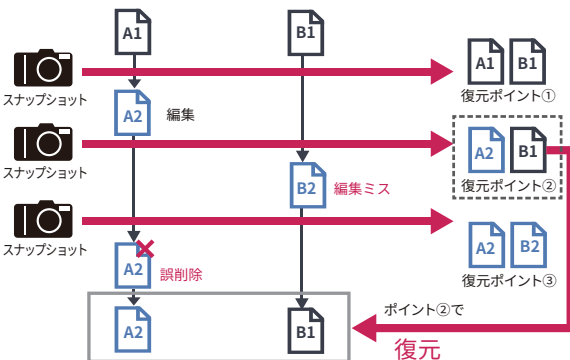 A1 B1
A1 B1
スナップショット
復元ポイント①
A2 編集
A2 B1
スナップショット
復元ポイント②
B2 編集ミス
スナップショット
A2 B2
A2 誤削除
復元ポイント③
ポイント②で
A2 B1
復元